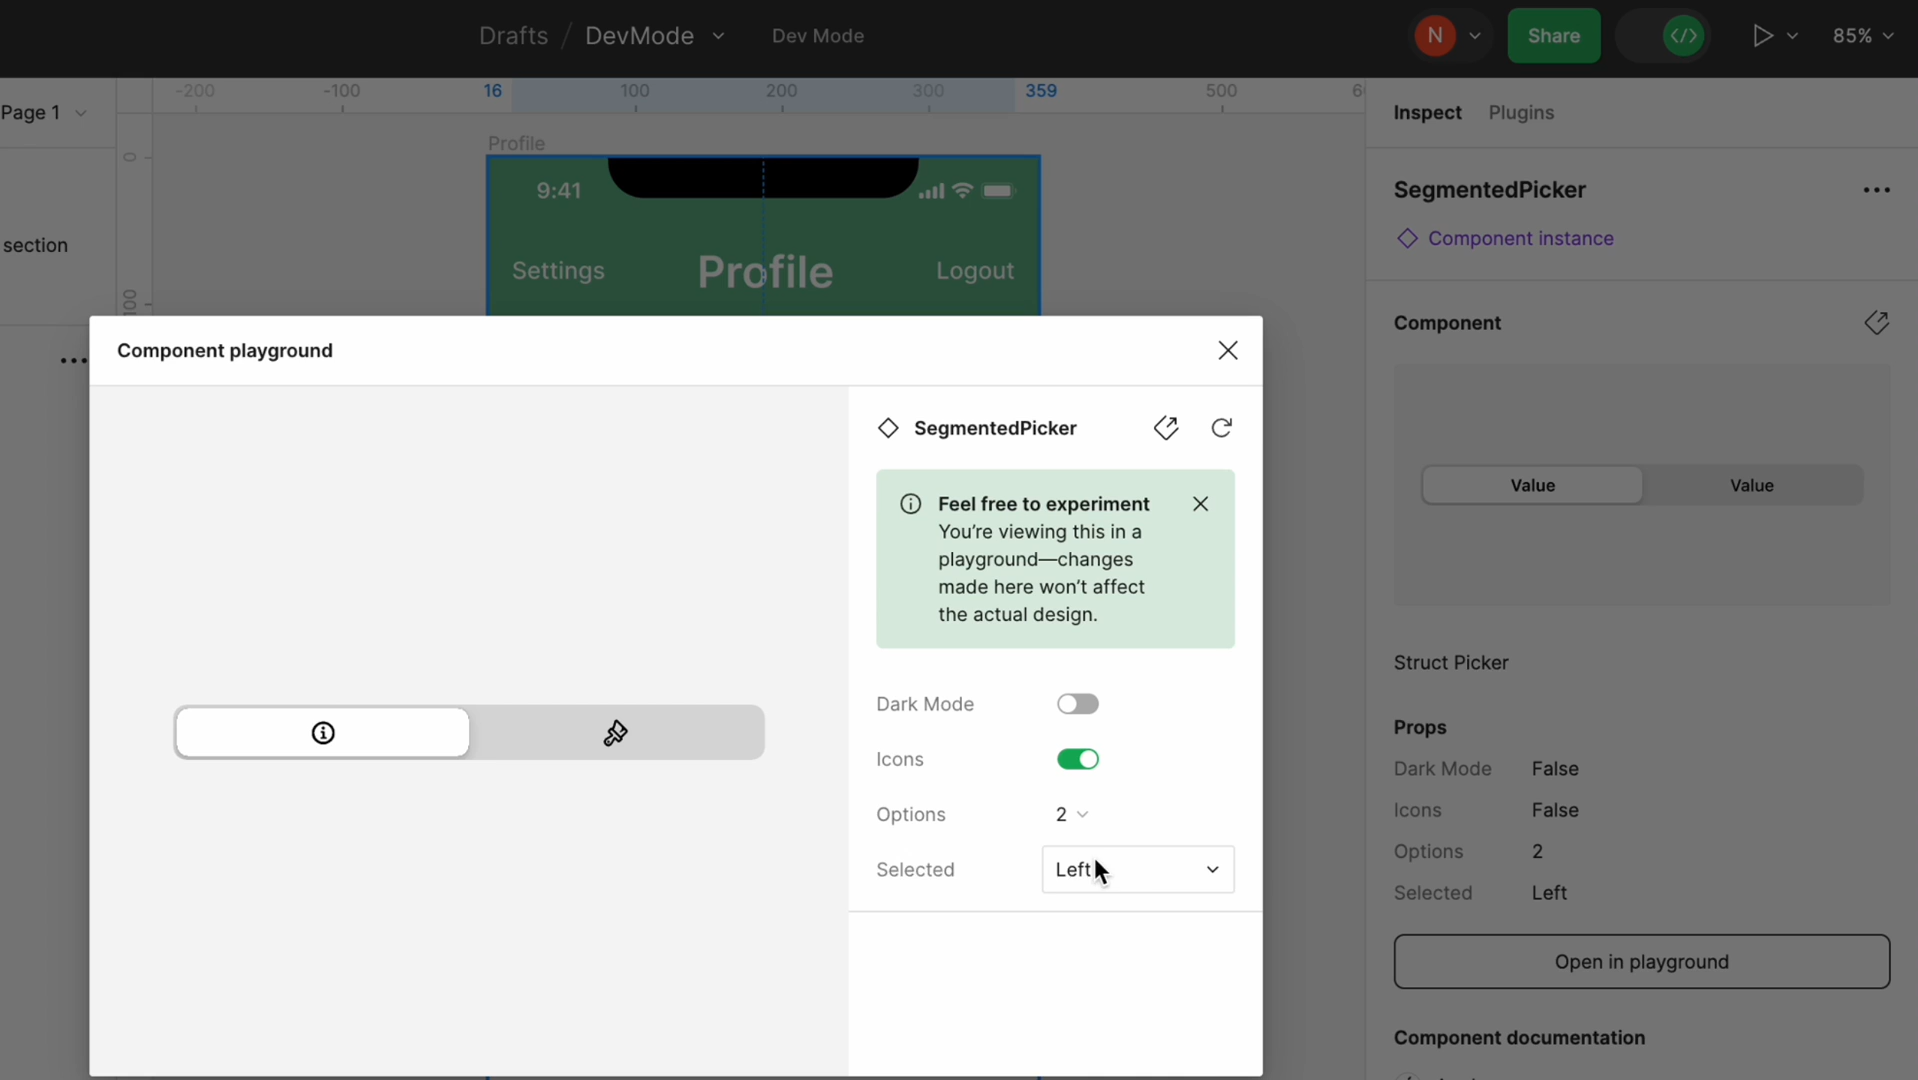 Drafts / DevMode Dev Mode
N Share </> 85%
-200 -100 16 100 200 300 359 500
Page 1
Inspect Plugins
0
Profile
9:41
SegmentedPicker
section
Component instance
Settings Profile Logout
100
Component
Component playground
SegmentedPicker
Value Value
Feel free to experiment
You’re viewing this in a
playground—changes
made here won’t affect
the actual design.
Struct Picker
Dark Mode
Props
Icons
Dark Mode False
Icons False
Options 2
Options 2
Selected Left
Selected Left
Open in playground
Component documentation